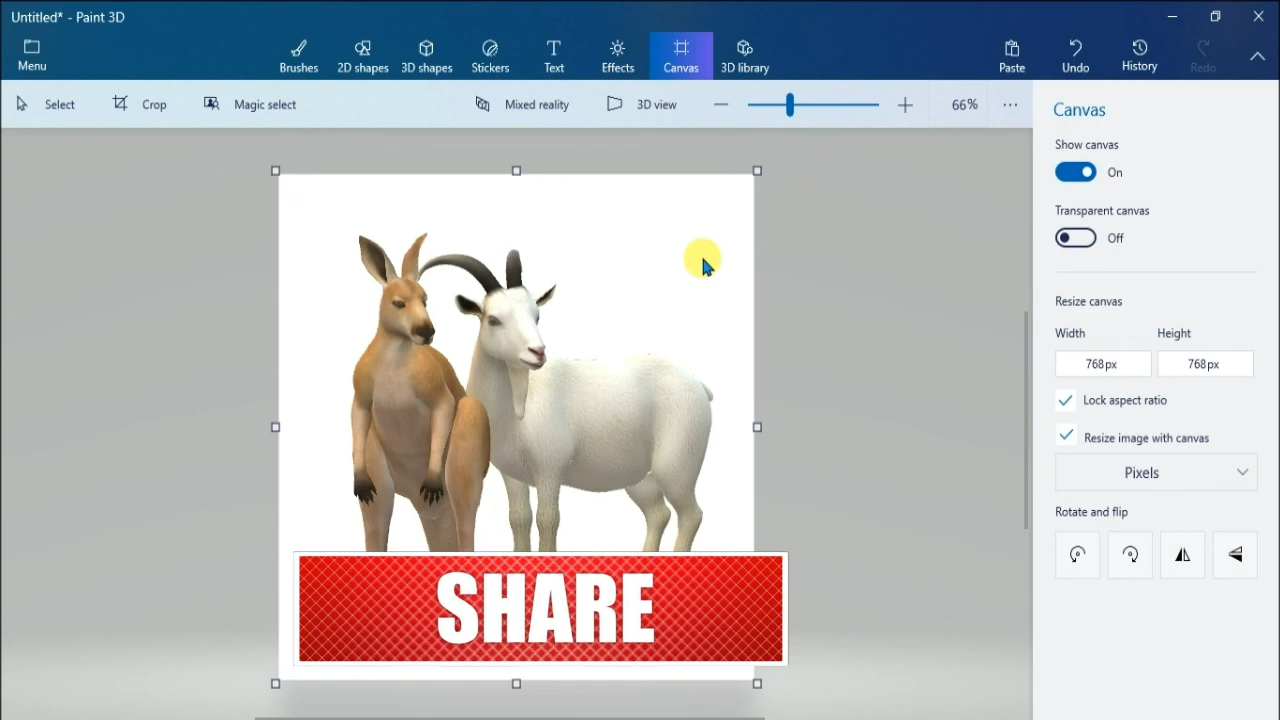 Untitled* - Paint 3D
Menu
Brushes 2D shapes 3D shapes Stickers Text Effects Canvas 3D library Paste Undo History Redo
Select Crop Magic select Mixed reality 3D view 66%
Canvas
Show canvas
On
Transparent canvas
Off
Resize canvas
Width Height
768px 768px
Lock aspect ratio
Resize image with canvas
Pixels
Rotate and flip
SHARE